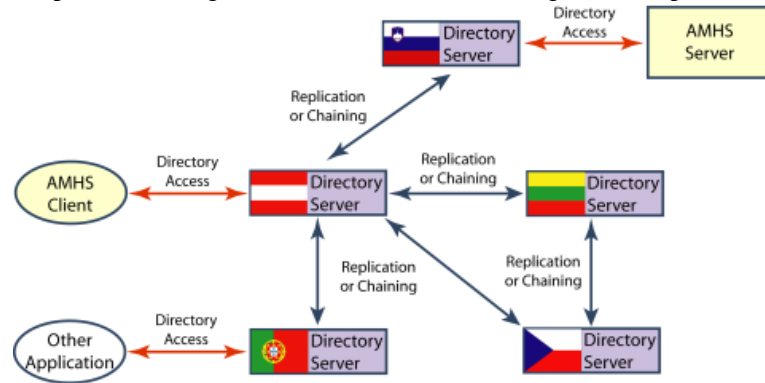 Directory
Access
Directory
Server
AMHS
Server
Replication
or Chaining
AMHS
Client
Directory
Access
Directory
Server
Replication
or Chaining
Directory
Server
Replication
or Chaining
Replication
or Chaining
Other
Application
Directory
Access
Directory
Server
Directory
Server